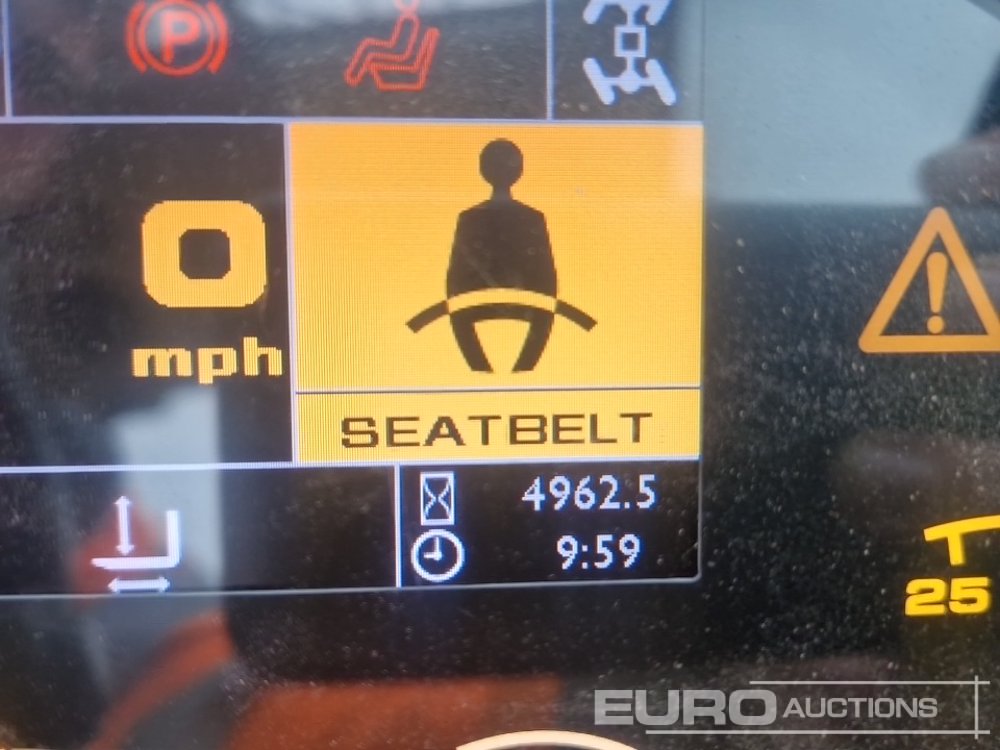 P
0
mph
SEATBELT
4962.5
9:59
25
EURO AUCTIONS